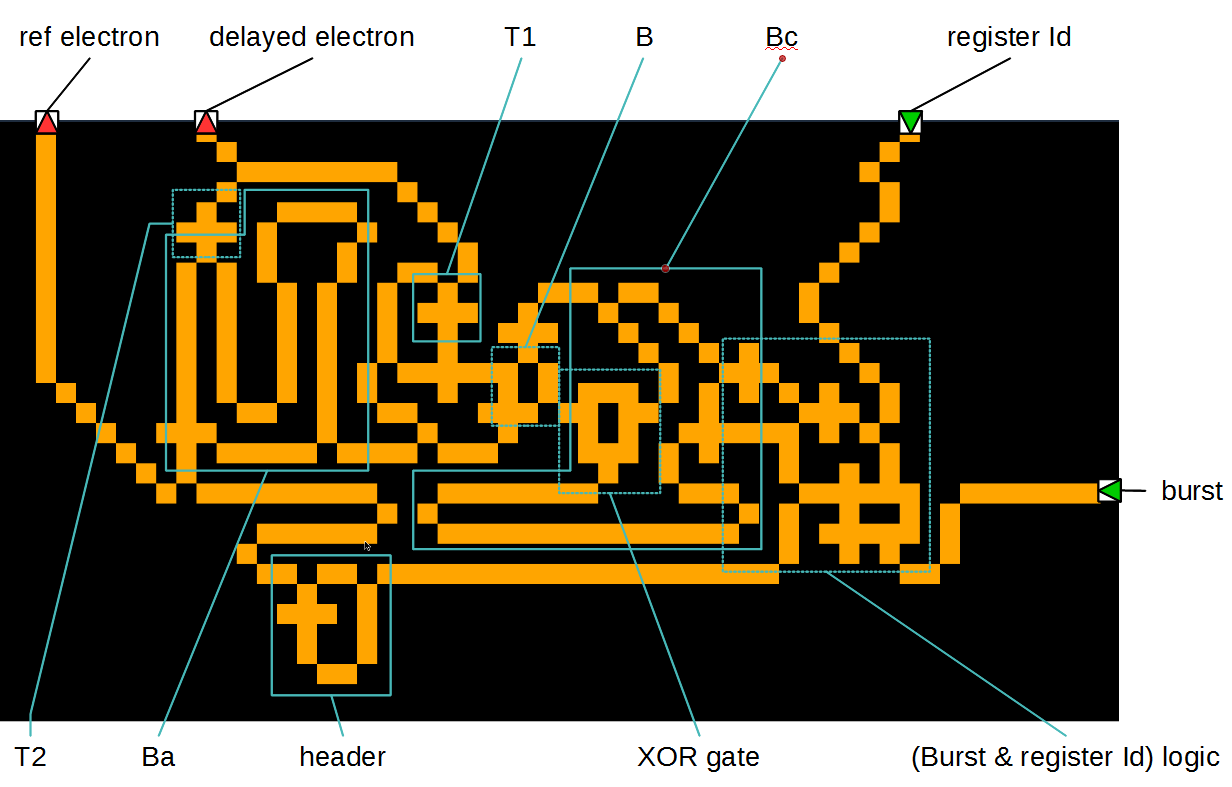 ref electron
delayed electron
T1
B
Bc
register Id
burst
T2
Ba
header
XOR gate
(Burst & register Id) logic